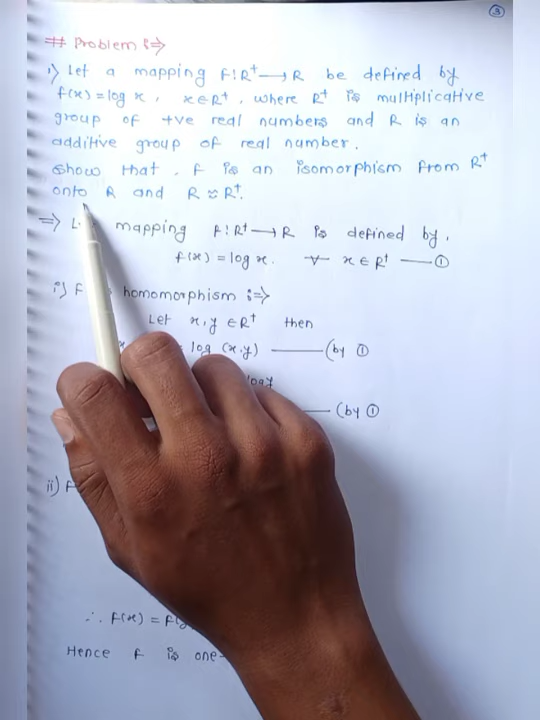 3
# Problem :⇒
1) Let a mapping f:R⁺→R be defined by
f(x)=log x, x∈R⁺, where R⁺ is multiplicative
group of +ve real numbers and R is an
additive group of real number.
Show that, f is an isomorphism from R⁺
onto R and R ≈ R⁺.
⇒ mapping f:R⁺→R is defined by,
f(x)=log x. ∀ x∈R⁺ —①
i) f homomorphism :⇒
Let x,y ∈R⁺ then
= log (x.y) —(by ①
logy
—(by ①
ii) f
∴ f(x) = f(y
Hence f is one-